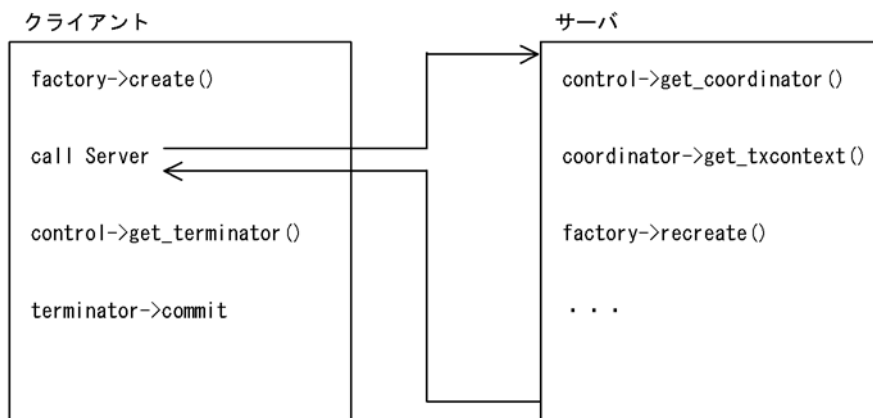 クライアント
factory->create()
call Server
control->get_terminator()
terminator->commit
サーバ
control->get_coordinator()
coordinator->get_txcontext()
factory->recreate()
・・・